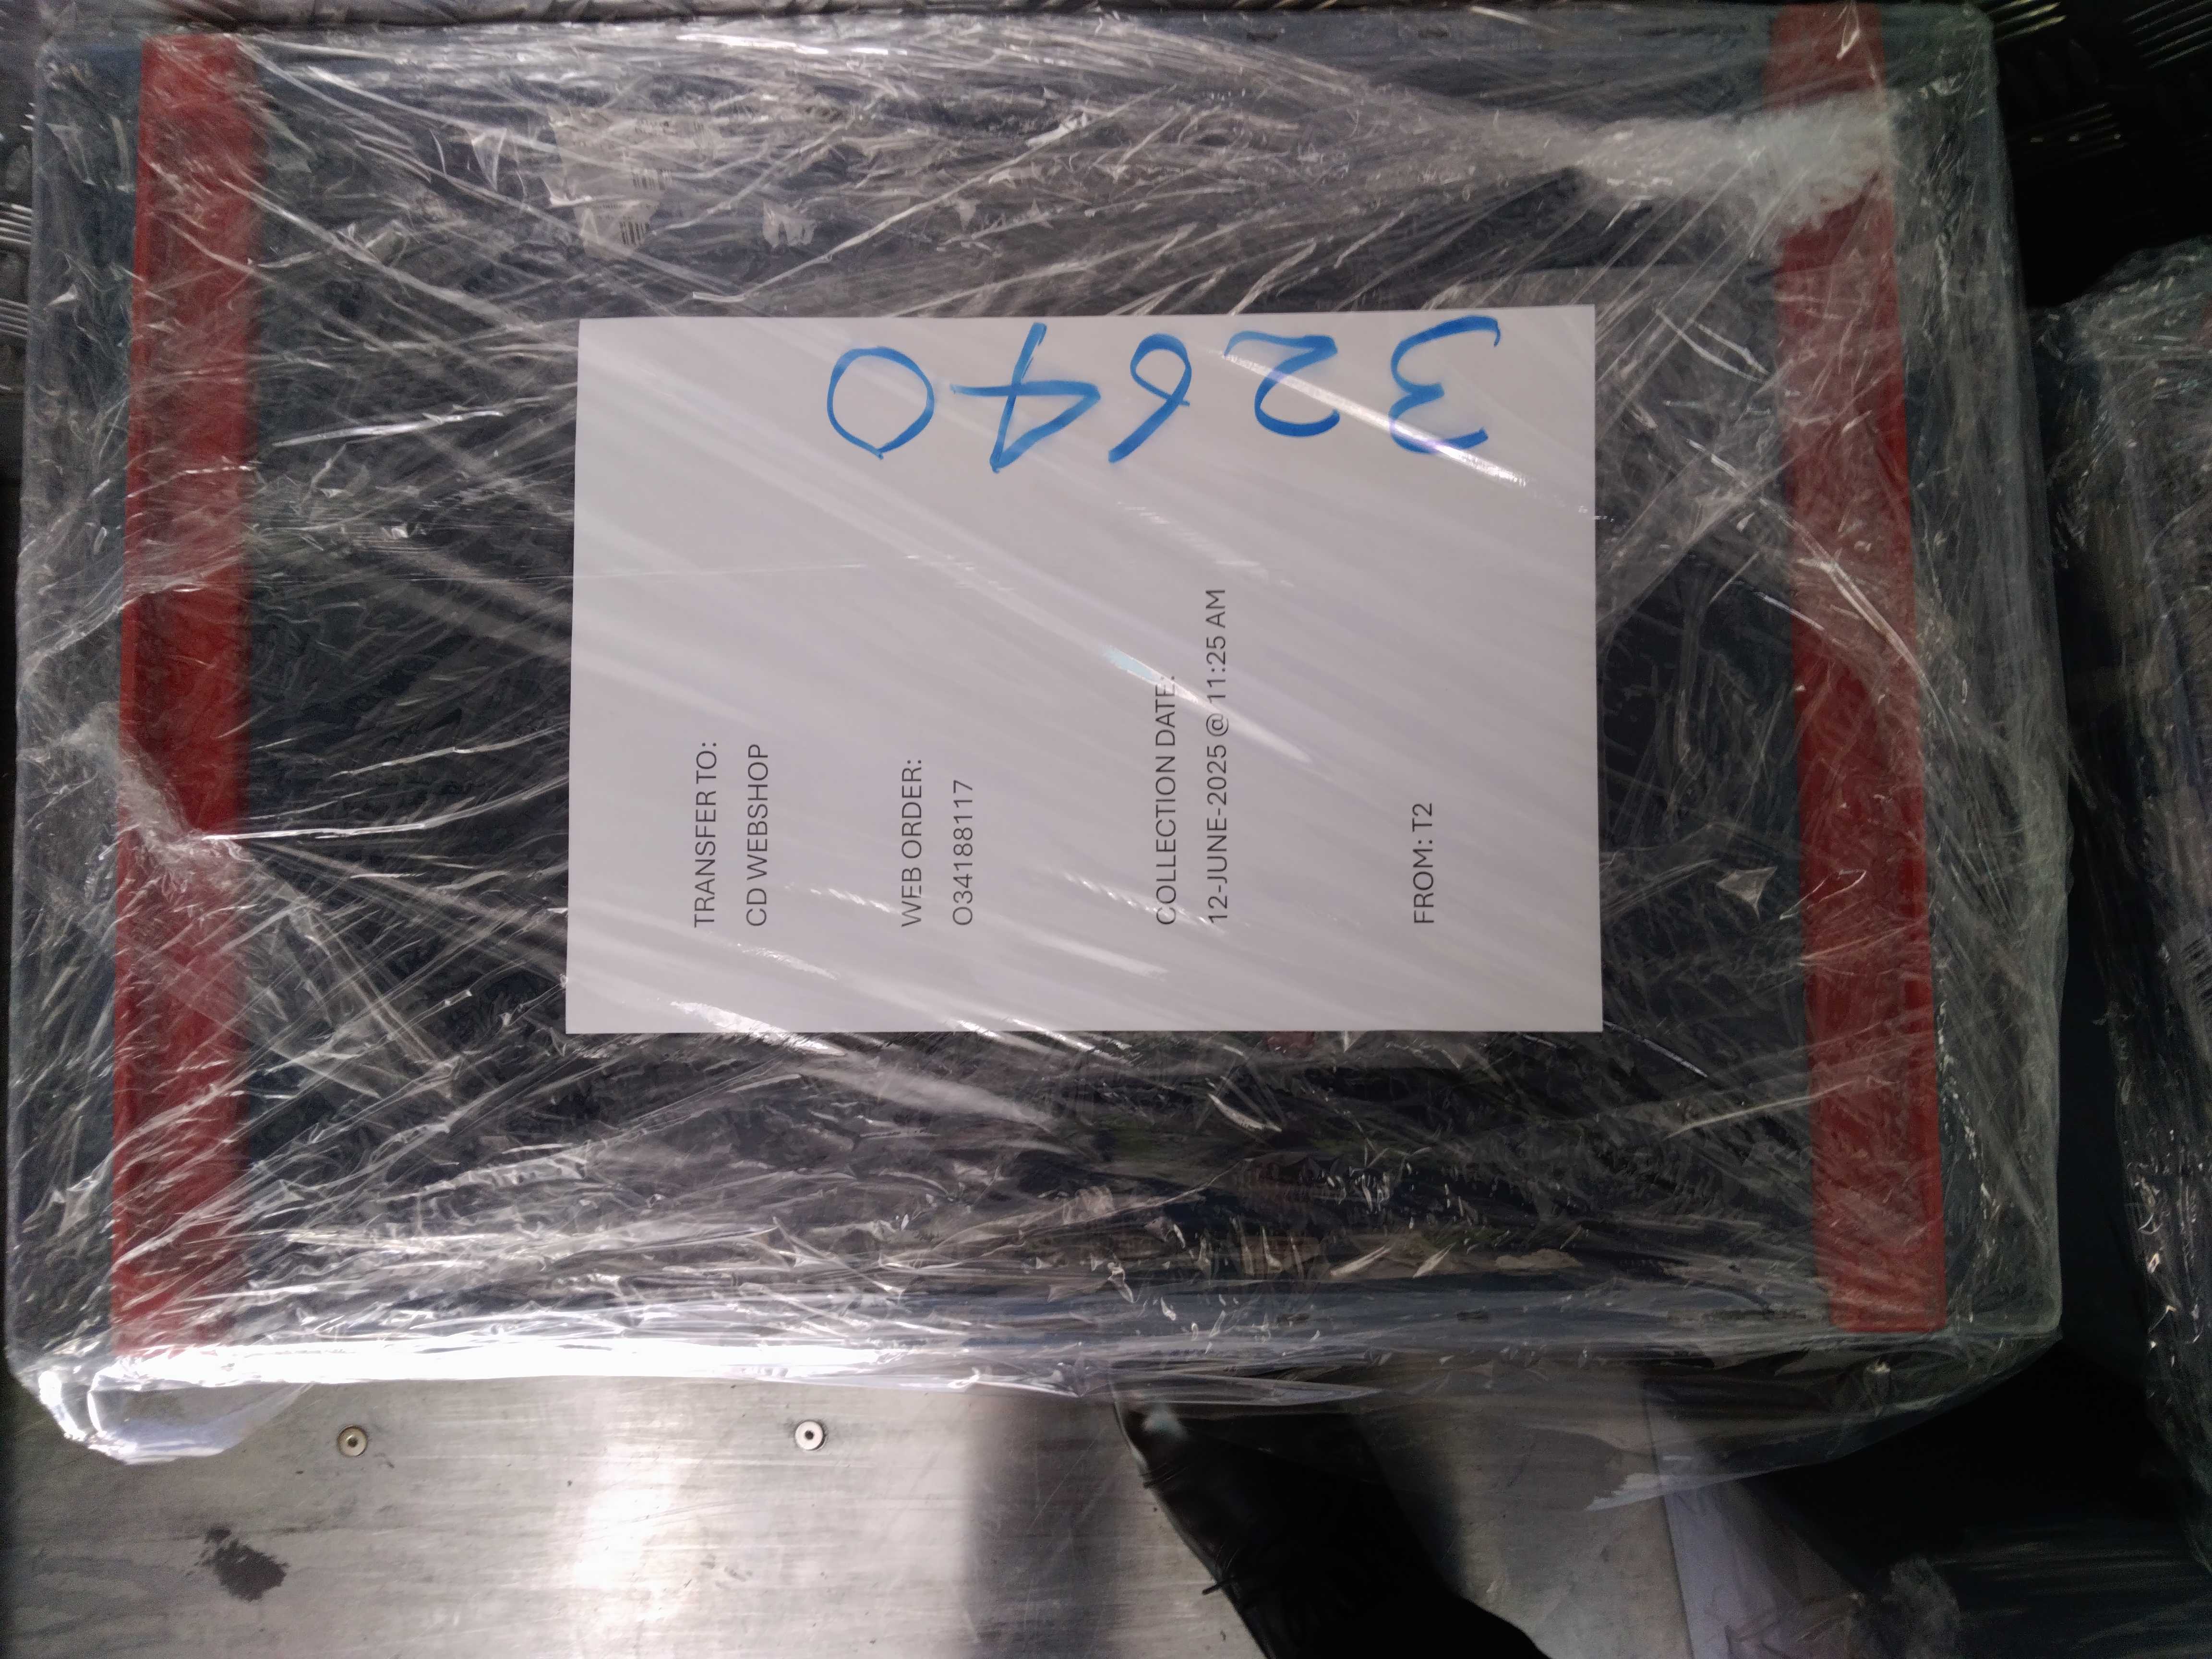 TRANSFER TO:
CD WEBSHOP
WEB ORDER:
O34188117
COLLECTION DATE:
12-JUNE-2025 @ 11:25 AM
FROM: T2
32640